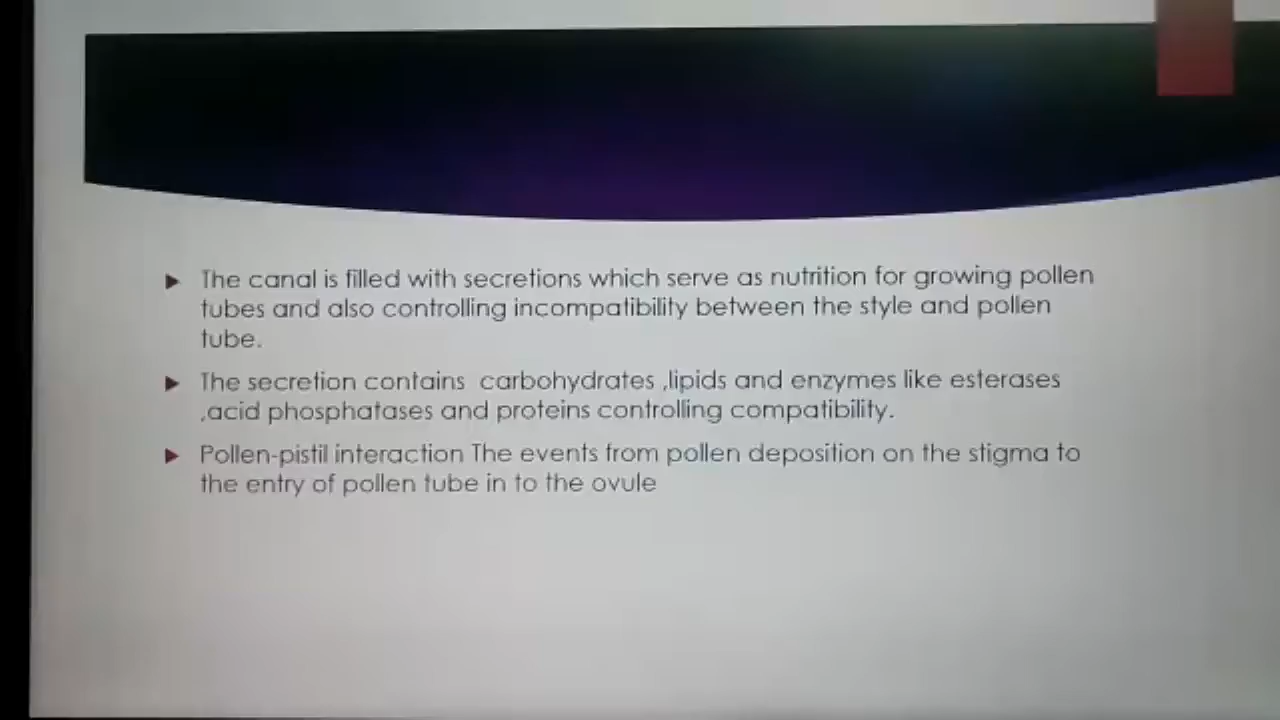 The canal is filled with secretions which serve as nutrition for growing pollen
tubes and also controlling incompatibility between the style and pollen
tube.
The secretion contains  carbohydrates ,lipids and enzymes like esterases
,acid phosphatases and proteins controlling compatibility.
Pollen-pistil interaction The events from pollen deposition on the stigma to
the entry of pollen tube in to the ovule